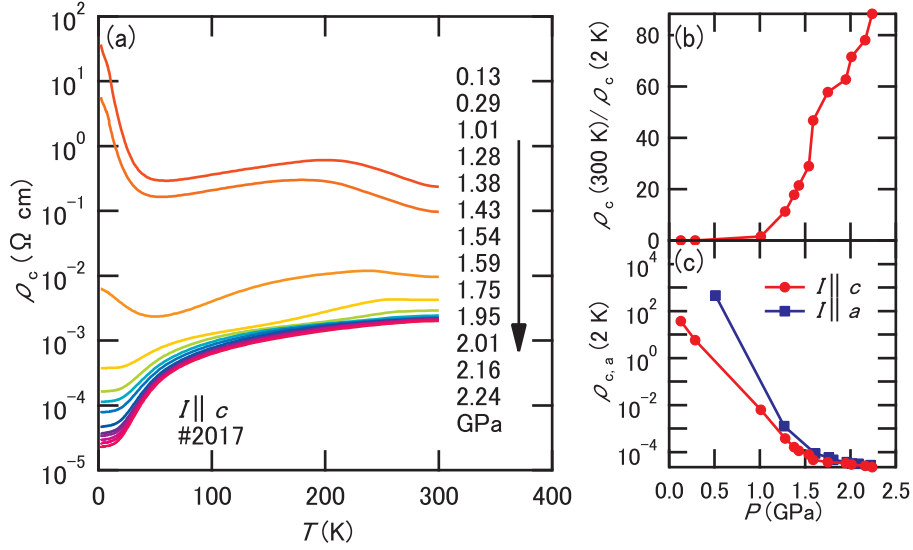 (a)
10²
10¹
10⁰
10⁻¹
10⁻²
10⁻³
10⁻⁴
10⁻⁵
ρc (Ω cm)
0.13
0.29
1.01
1.28
1.38
1.43
1.54
1.59
1.75
1.95
2.01
2.16
2.24
GPa
I || c
#2017
0 100 200 300 400
T (K)
(b)
80
60
40
20
0
ρc (300 K) / ρc (2 K)
(c)
10⁴
10²
10⁰
10⁻²
10⁻⁴
ρc, a (2 K)
I || c
I || a
0.0 0.5 1.0 1.5 2.0 2.5
P (GPa)